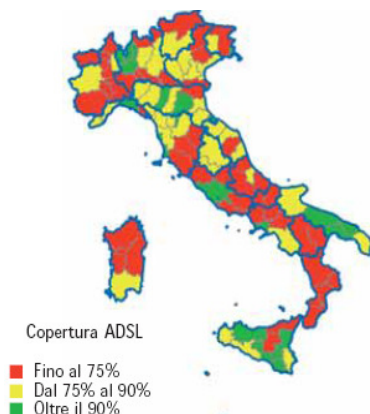 Copertura ADSL
Fino al 75%
Dal 75% al 90%
Oltre il 90%